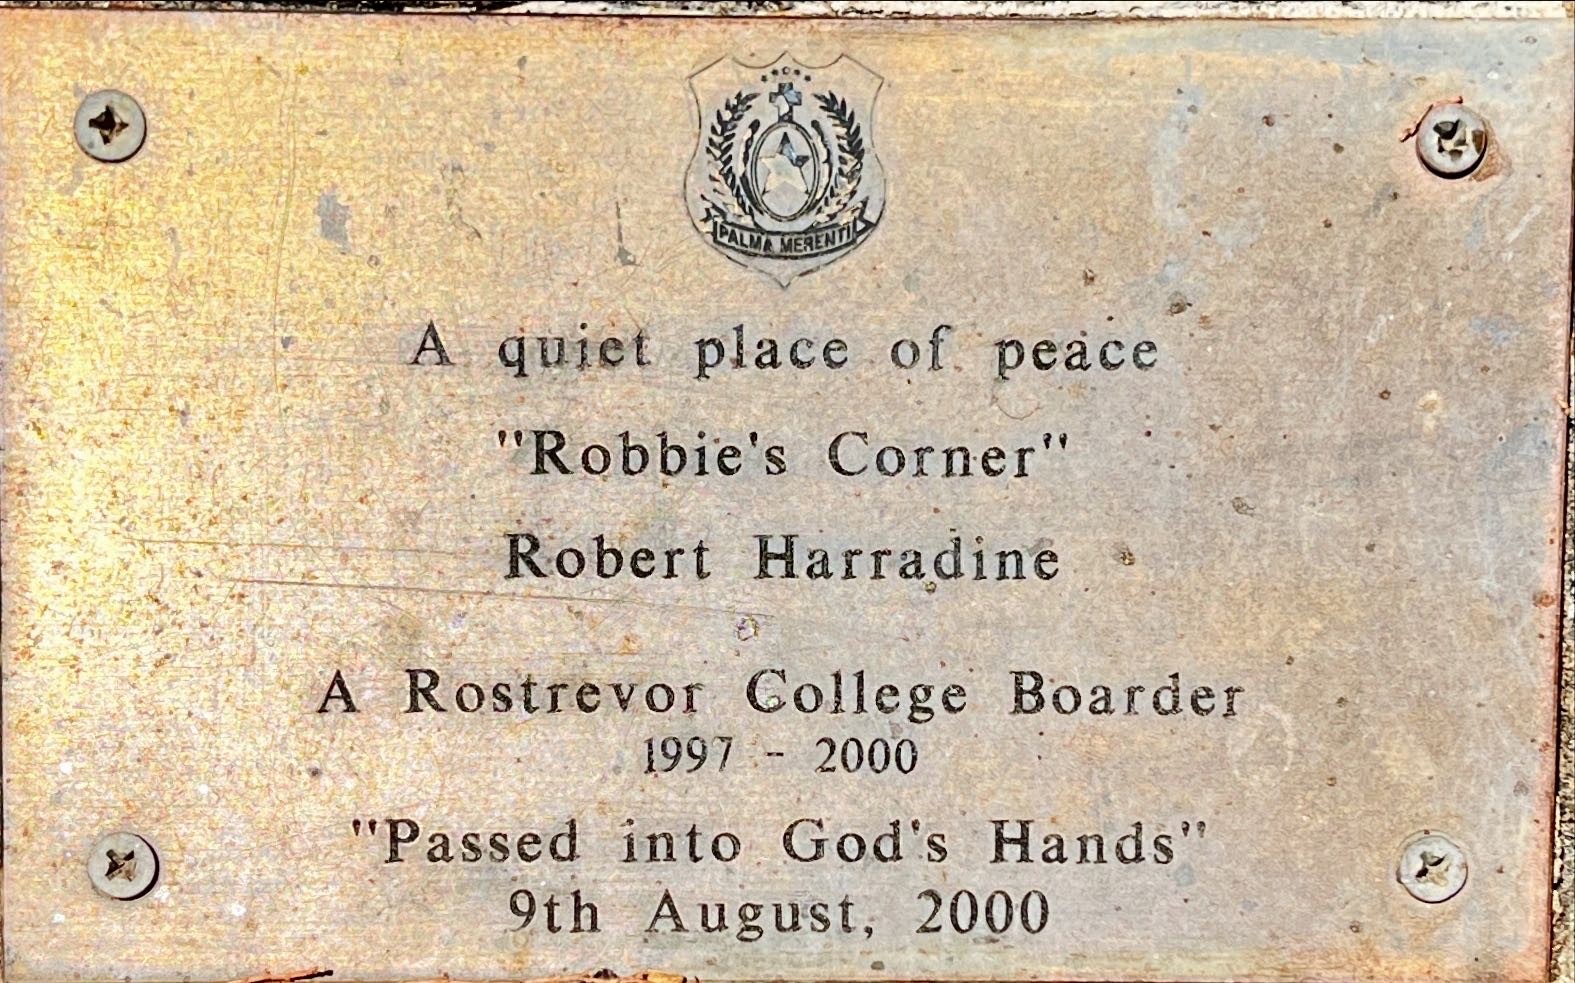 PALMA MERENTI
A quiet place of peace
"Robbie's Corner"
Robert Harradine
A Rostrevor College Boarder
1997 - 2000
"Passed into God's Hands"
9th August, 2000